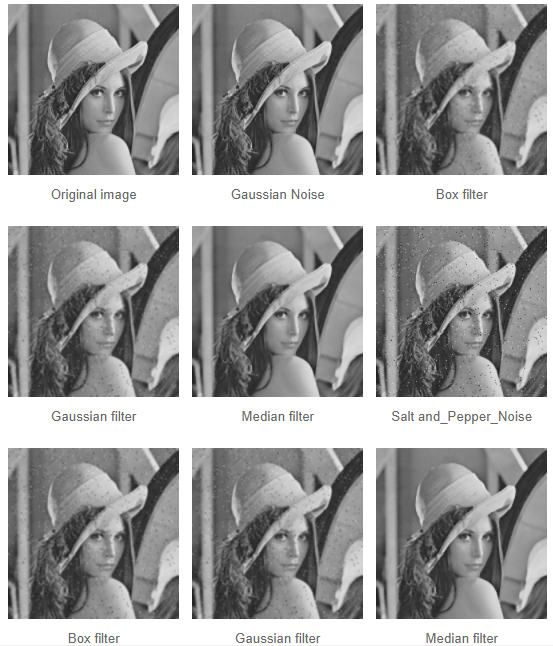 Original image
Gaussian Noise
Box filter
Gaussian filter
Median filter
Salt and_Pepper_Noise
Box filter
Gaussian filter
Median filter